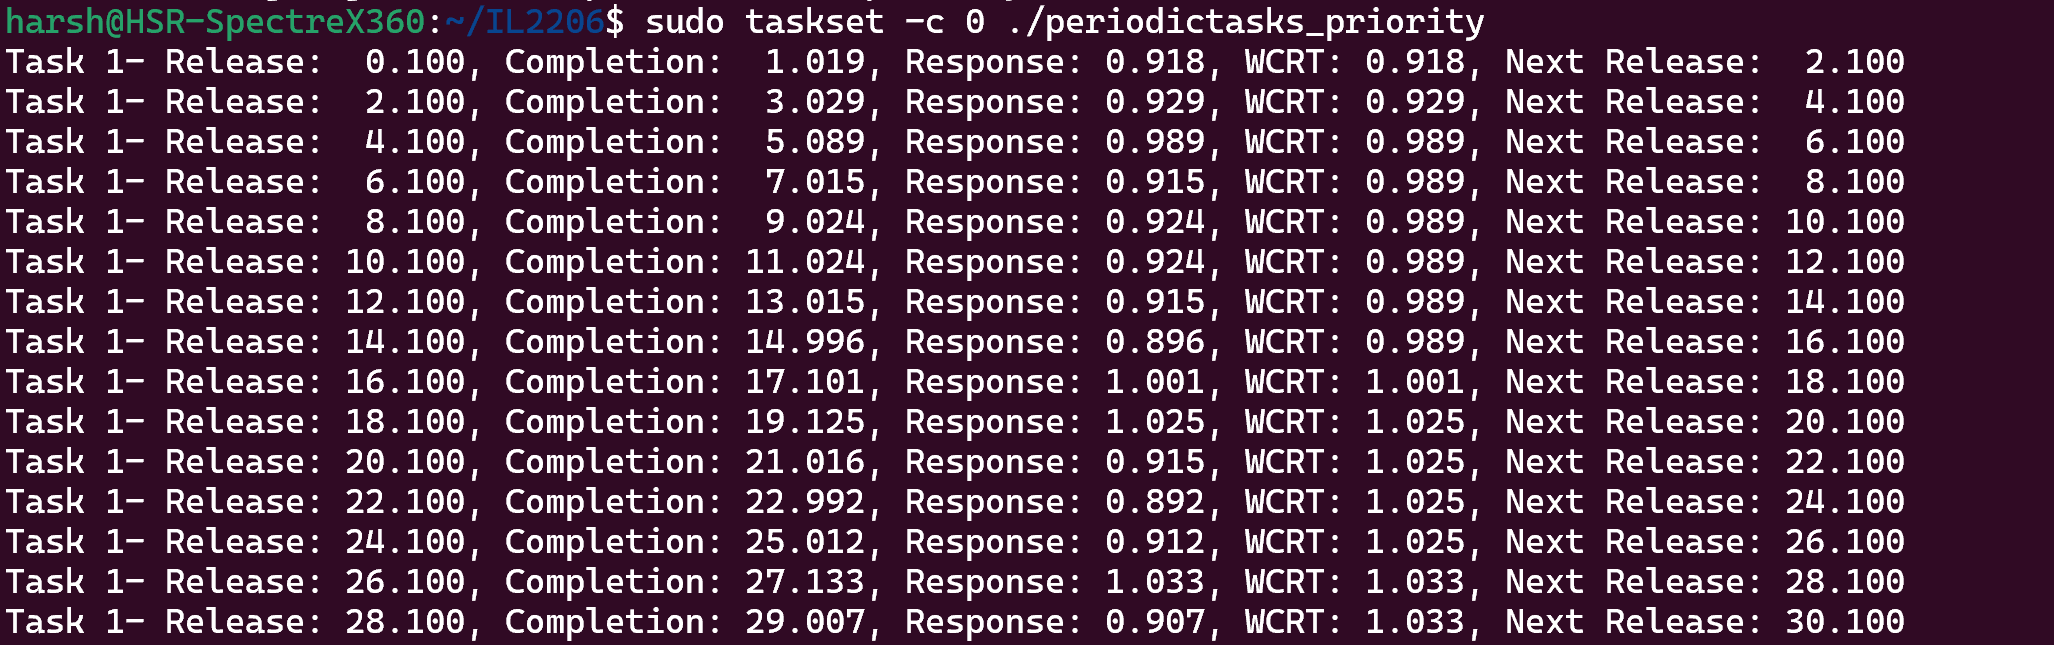 harsh@HSR-SpectreX360:~/IL2206$ sudo taskset -c 0 ./periodictasks_priority
Task 1- Release:  0.100, Completion:  1.019, Response: 0.918, WCRT: 0.918, Next Release:  2.100
Task 1- Release:  2.100, Completion:  3.029, Response: 0.929, WCRT: 0.929, Next Release:  4.100
Task 1- Release:  4.100, Completion:  5.089, Response: 0.989, WCRT: 0.989, Next Release:  6.100
Task 1- Release:  6.100, Completion:  7.015, Response: 0.915, WCRT: 0.989, Next Release:  8.100
Task 1- Release:  8.100, Completion:  9.024, Response: 0.924, WCRT: 0.989, Next Release: 10.100
Task 1- Release: 10.100, Completion: 11.024, Response: 0.924, WCRT: 0.989, Next Release: 12.100
Task 1- Release: 12.100, Completion: 13.015, Response: 0.915, WCRT: 0.989, Next Release: 14.100
Task 1- Release: 14.100, Completion: 14.996, Response: 0.896, WCRT: 0.989, Next Release: 16.100
Task 1- Release: 16.100, Completion: 17.101, Response: 1.001, WCRT: 1.001, Next Release: 18.100
Task 1- Release: 18.100, Completion: 19.125, Response: 1.025, WCRT: 1.025, Next Release: 20.100
Task 1- Release: 20.100, Completion: 21.016, Response: 0.915, WCRT: 1.025, Next Release: 22.100
Task 1- Release: 22.100, Completion: 22.992, Response: 0.892, WCRT: 1.025, Next Release: 24.100
Task 1- Release: 24.100, Completion: 25.012, Response: 0.912, WCRT: 1.025, Next Release: 26.100
Task 1- Release: 26.100, Completion: 27.133, Response: 1.033, WCRT: 1.033, Next Release: 28.100
Task 1- Release: 28.100, Completion: 29.007, Response: 0.907, WCRT: 1.033, Next Release: 30.100